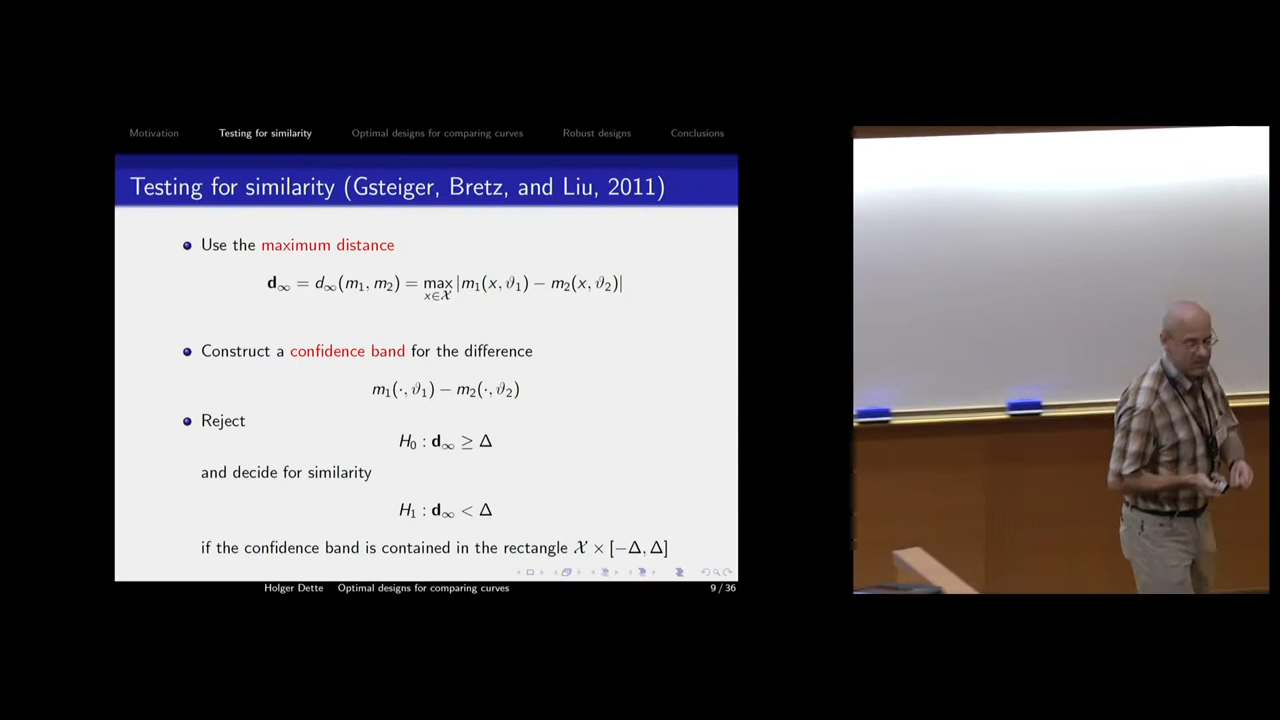 Motivation Testing for similarity Optimal designs for comparing curves Robust designs Conclusions
Testing for similarity (Gsteiger, Bretz, and Liu, 2011)
Use the maximum distance
d∞ = d∞(m₁, m₂) = max |m₁(x, ϑ₁) − m₂(x, ϑ₂)|
x∈𝒳
Construct a confidence band for the difference
m₁(·, ϑ₁) − m₂(·, ϑ₂)
Reject
H₀ : d∞ ≥ Δ
and decide for similarity
H₁ : d∞ < Δ
if the confidence band is contained in the rectangle 𝒳 × [−Δ, Δ]
Holger Dette Optimal designs for comparing curves 9 / 36